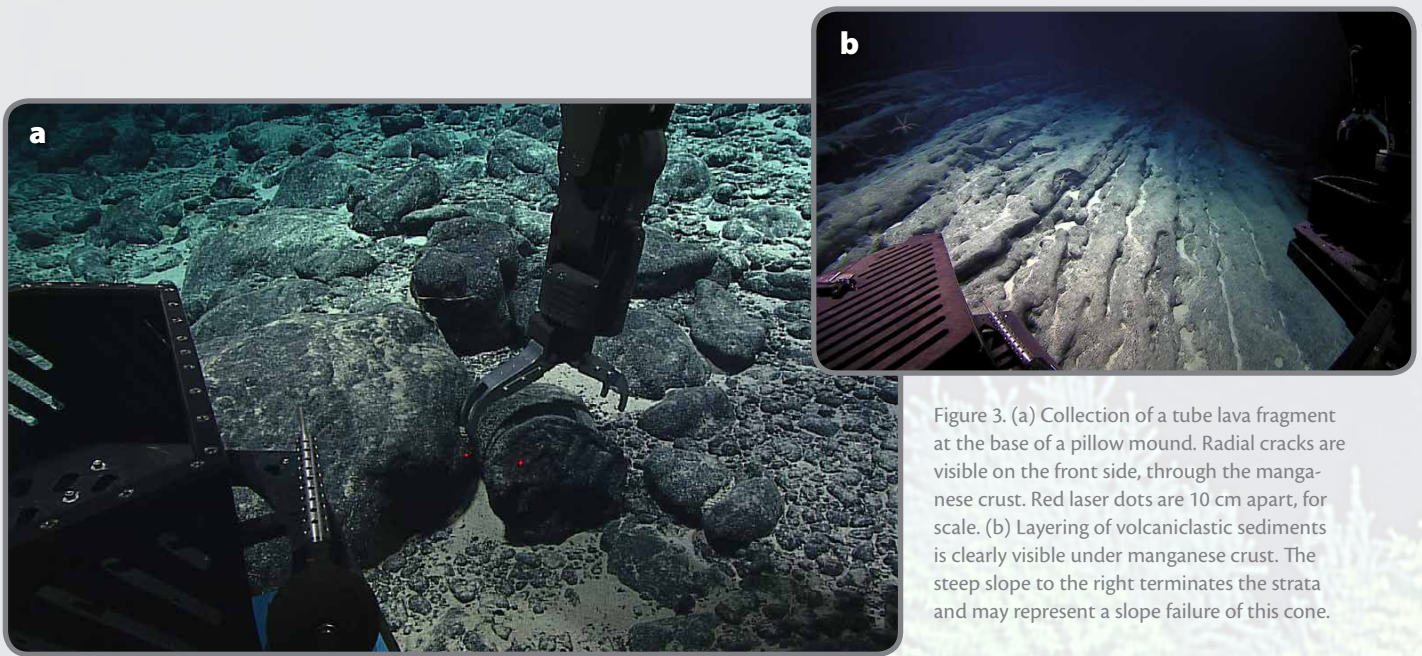 a
b
Figure 3. (a) Collection of a tube lava fragment
at the base of a pillow mound. Radial cracks are
visible on the front side, through the manga-
nese crust. Red laser dots are 10 cm apart, for
scale. (b) Layering of volcaniclastic sediments
is clearly visible under manganese crust. The
steep slope to the right terminates the strata
and may represent a slope failure of this cone.